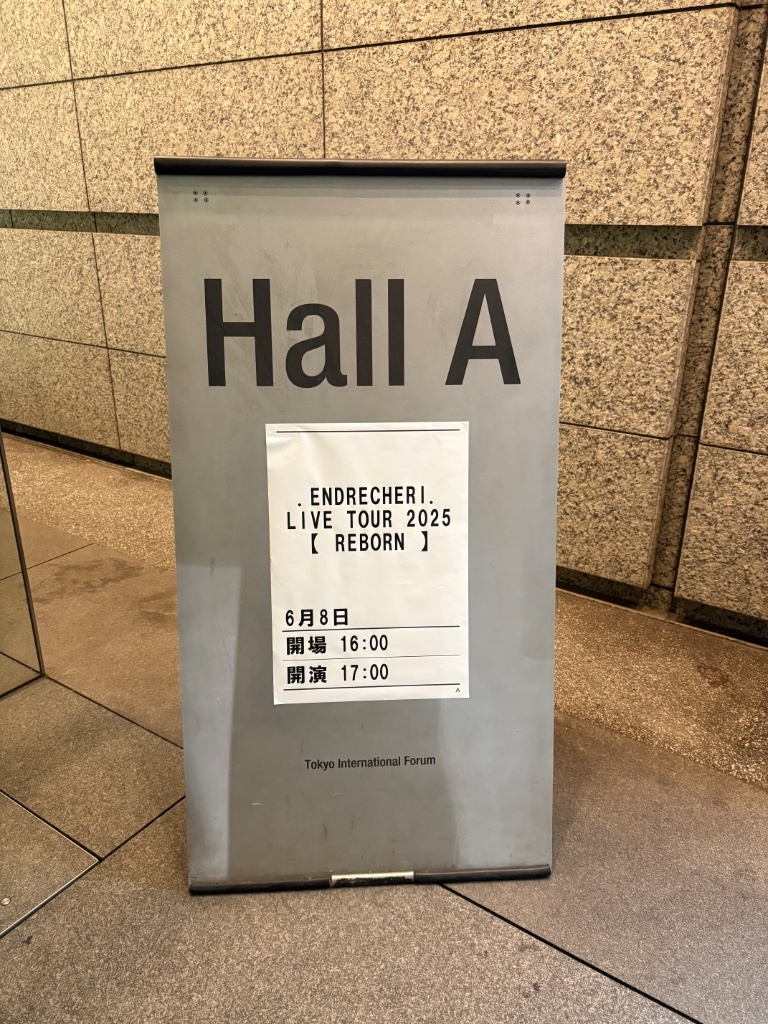 Hall A
.ENDRECHERI.
LIVE TOUR 2025
【 REBORN 】
6月8日
開場 16:00
開演 17:00
A
Tokyo International Forum